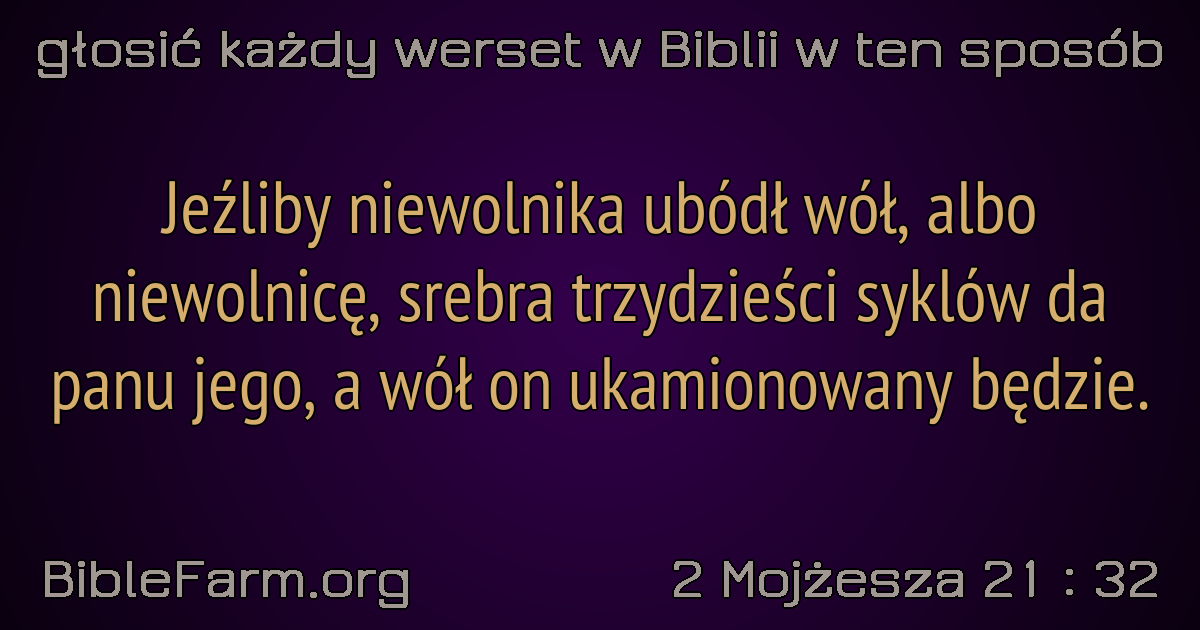 głosić każdy werset w Biblii w ten sposób
Jeźliby niewolnika ubódł wół, albo
niewolnicę, srebra trzydzieści syklów da
panu jego, a wół on ukamionowany będzie.
BibleFarm.org
2 Mojżesza 21 : 32